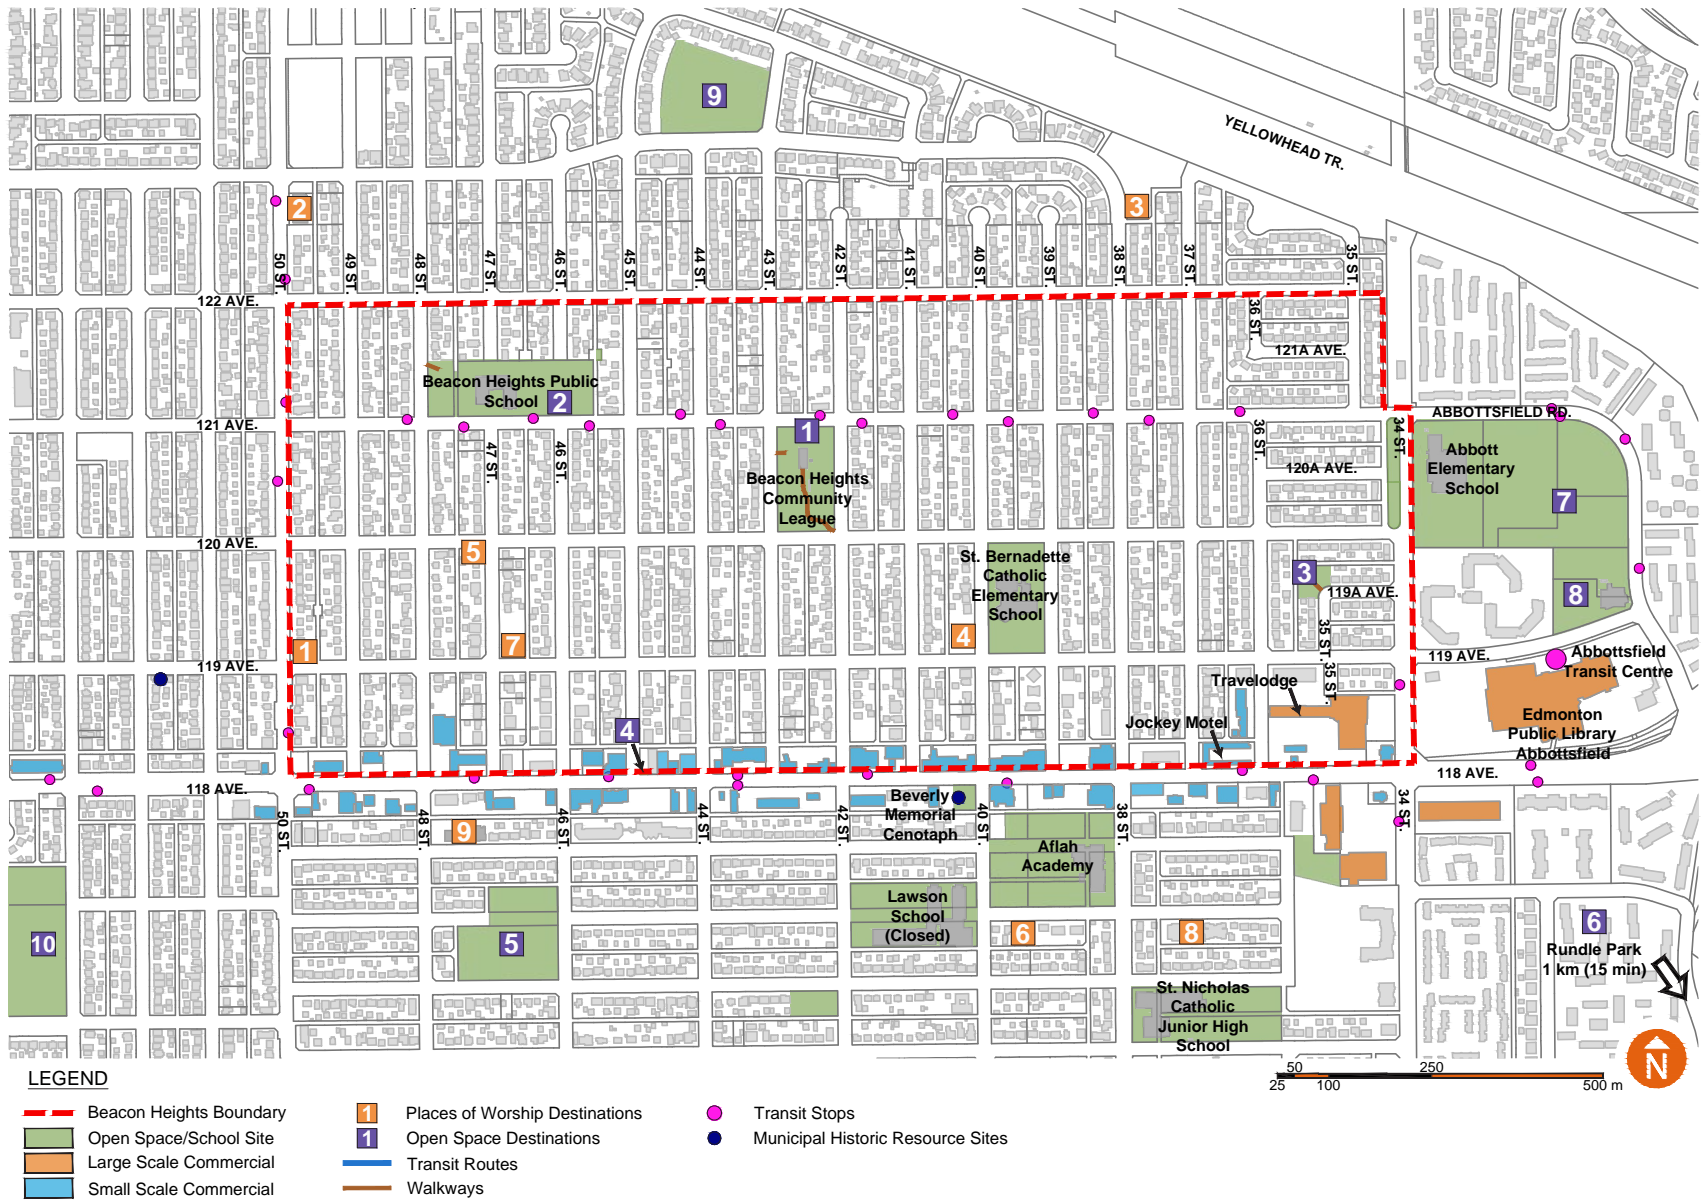 9
YELLOWHEAD TR.
2
3
50 ST.
49 ST.
48 ST.
47 ST.
46 ST.
45 ST.
44 ST.
43 ST.
42 ST.
41 ST.
40 ST.
39 ST.
38 ST.
37 ST.
35 ST.
122 AVE.
36 ST.
121A AVE.
Beacon Heights Public
School
2
121 AVE.
ABBOTTSFIELD RD.
1
47 ST.
46 ST.
36 ST.
34 ST.
120A AVE.
Beacon Heights
Community
League
Abbott
Elementary
School
7
120 AVE.
5
St. Bernadette
Catholic
Elementary
School
3
119A AVE.
8
1
7
4
35 ST.
119 AVE.
119 AVE.
Abbottsfield
Transit Centre
35 ST.
Travelodge
Jockey Motel
4
Edmonton
Public Library
Abbottsfield
118 AVE.
118 AVE.
50 ST.
48 ST.
46 ST.
44 ST.
42 ST.
40 ST.
38 ST.
34 ST.
9
Beverly
Memorial
Cenotaph
Aflah
Academy
Lawson
School
(Closed)
10
5
6
8
6
Rundle Park
1 km (15 min)
St. Nicholas
Catholic
Junior High
School
N
50
250
25
100
500 m
LEGEND
Beacon Heights Boundary
Open Space/School Site
Large Scale Commercial
Small Scale Commercial
1
Places of Worship Destinations
1
Open Space Destinations
Transit Routes
Walkways
Transit Stops
Municipal Historic Resource Sites